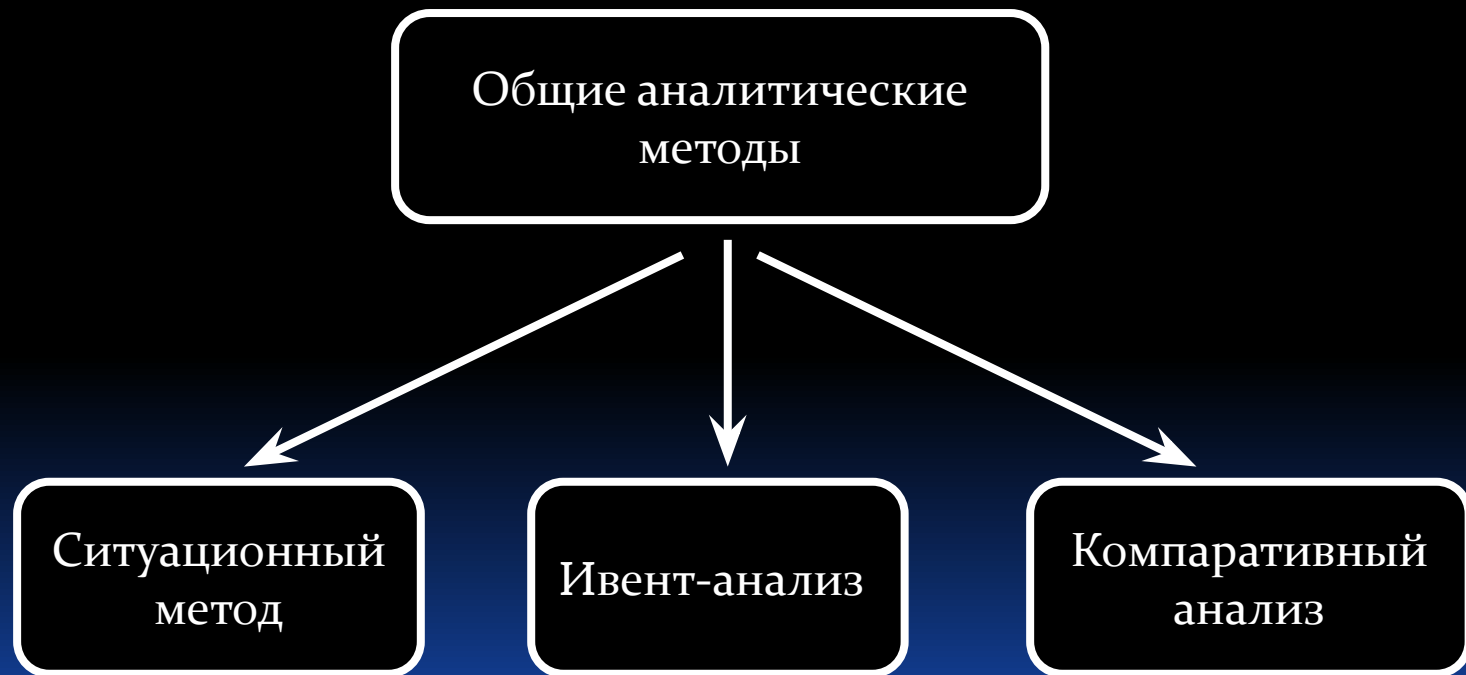 Общие аналитические
методы
Ситуационный
метод
Ивент-анализ
Компаративный
анализ